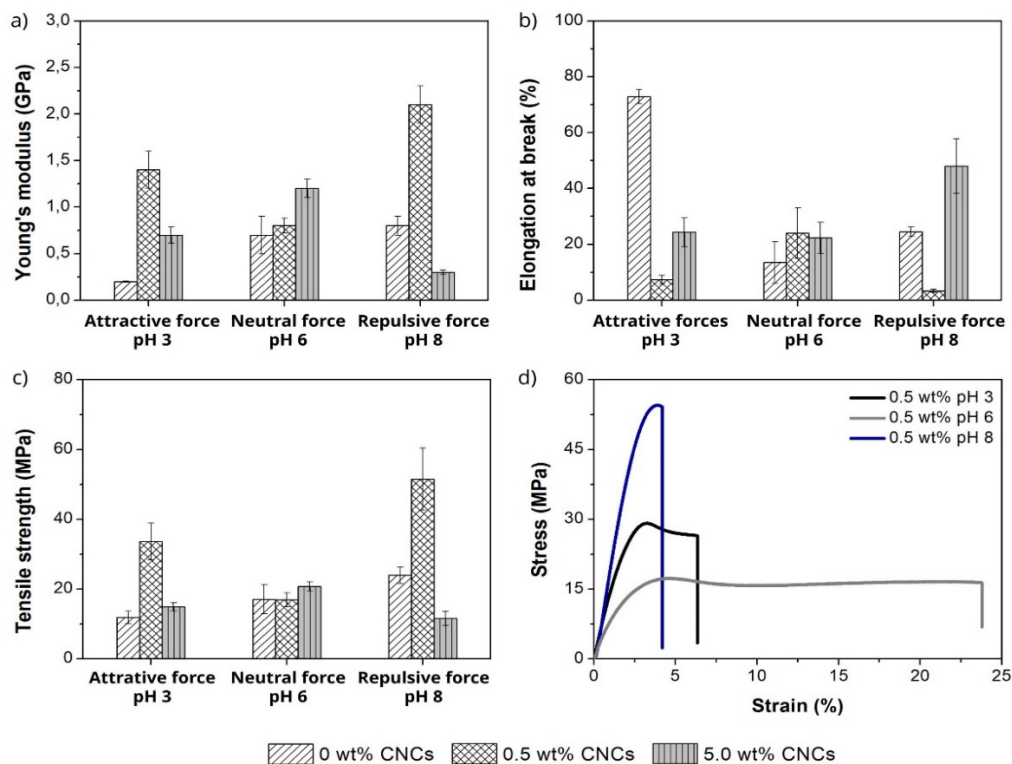 a)
Young's modulus (GPa)
3,0
2,5
2,0
1,5
1,0
0,5
0,0
Attractive force Neutral force Repulsive force
pH 3 pH 6 pH 8
b)
Elongation at break (%)
100
80
60
40
20
0
Attrative forces Neutral force Repulsive force
pH 3 pH 6 pH 8
c)
Tensile strength (MPa)
80
60
40
20
0
Attrative force Neutral force Repulsive force
pH 3 pH 6 pH 8
d)
Stress (MPa)
60
45
30
15
0
0.5 wt% pH 3
0.5 wt% pH 6
0.5 wt% pH 8
0 5 10 15 20 25
Strain (%)
0 wt% CNCs 0.5 wt% CNCs 5.0 wt% CNCs